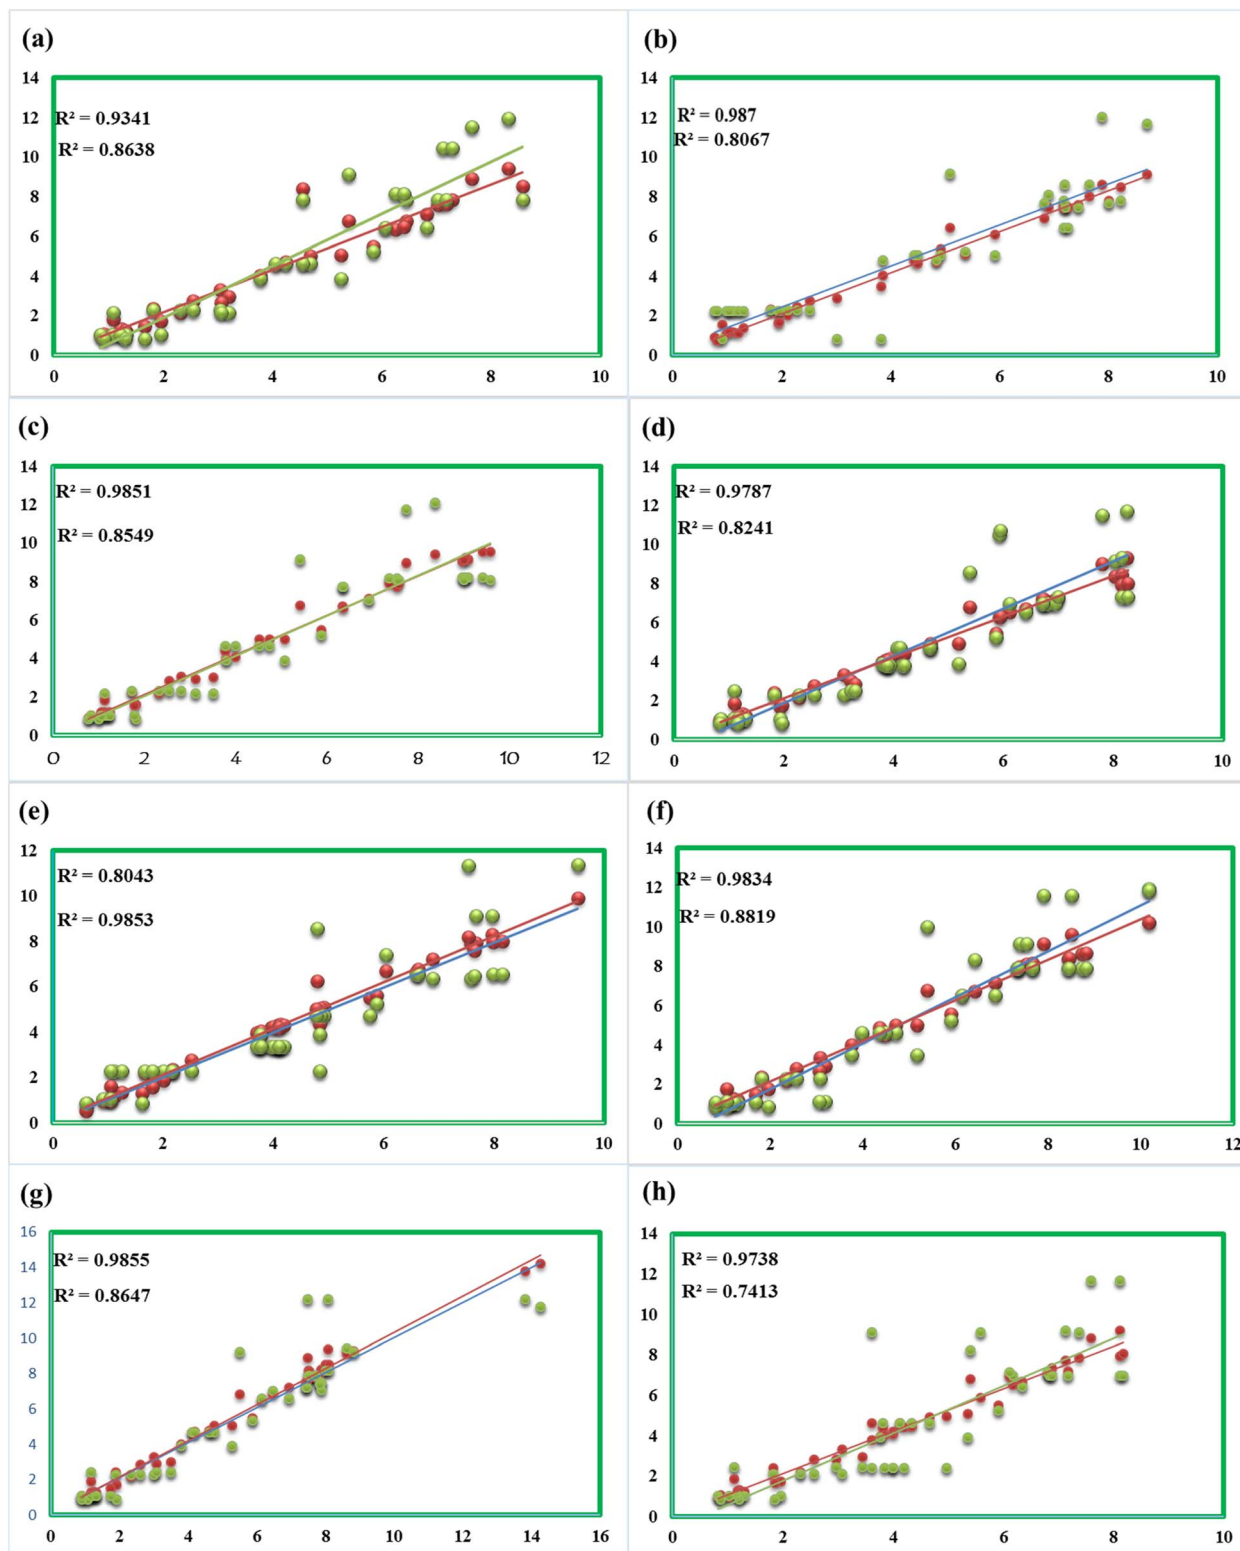 (a)
R² = 0.9341
R² = 0.8638
14
12
10
8
6
4
2
0
0 2 4 6 8 10
(b)
R² = 0.987
R² = 0.8067
14
12
10
8
6
4
2
0
0 2 4 6 8 10
(c)
R² = 0.9851
R² = 0.8549
14
12
10
8
6
4
2
0
0 2 4 6 8 10 12
(d)
R² = 0.9787
R² = 0.8241
14
12
10
8
6
4
2
0
0 2 4 6 8 10
(e)
R² = 0.8043
R² = 0.9853
12
10
8
6
4
2
0
0 2 4 6 8 10
(f)
R² = 0.9834
R² = 0.8819
14
12
10
8
6
4
2
0
0 2 4 6 8 10 12
(g)
R² = 0.9855
R² = 0.8647
16
14
12
10
8
6
4
2
0
0 2 4 6 8 10 12 14 16
(h)
R² = 0.9738
R² = 0.7413
14
12
10
8
6
4
2
0
0 2 4 6 8 10